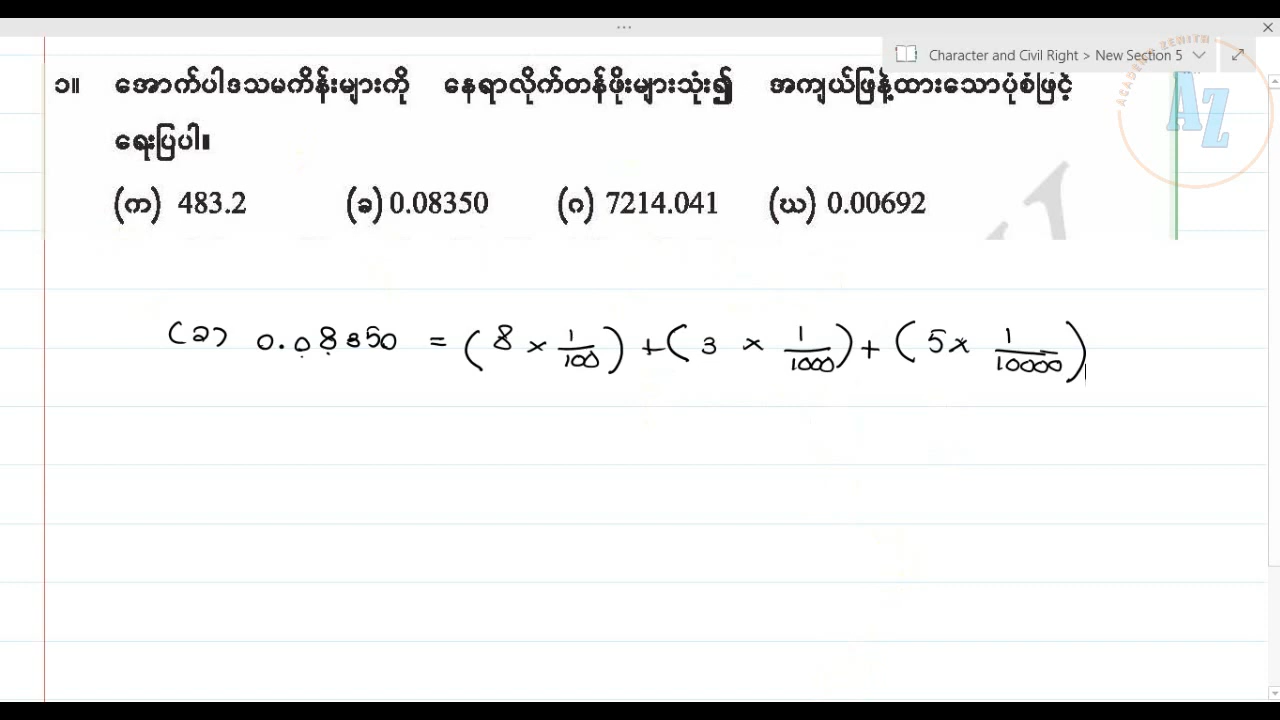 ...
Character and Civil Right > New Section 5
ACADEMY ZENITH
AZ
၁။ အောက်ပါဒသမကိန်းများကို နေရာလိုက်တန်ဖိုးများသုံး၍ အကျယ်ဖြန့်ထားသောပုံစံဖြင့်
ရေးပြပါ။
(က) 483.2 (ခ) 0.08350 (ဂ) 7214.041 (ဃ) 0.00692
(ခ) 0.08350 = (8 × 1/100) + (3 × 1/1000) + (5 × 1/10000)